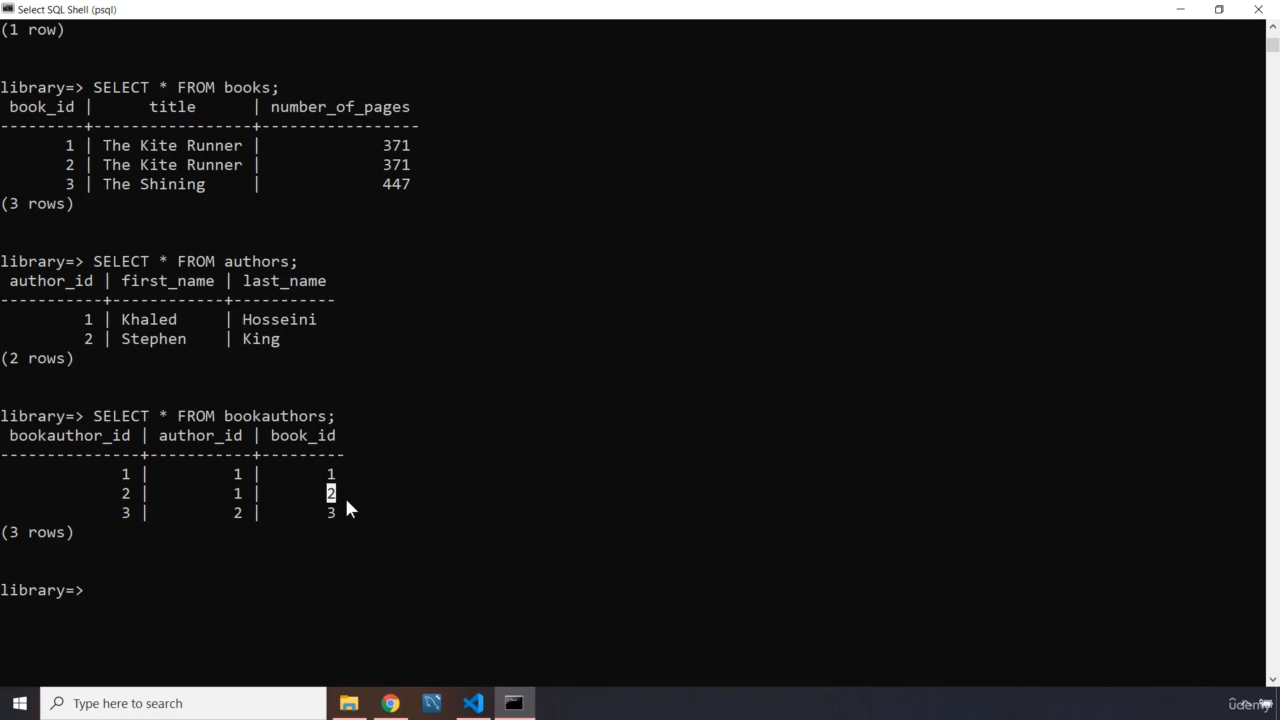 Select SQL Shell (psql)
(1 row)
library=> SELECT * FROM books;
 book_id |      title      | number_of_pages
---------+-----------------+-----------------
       1 | The Kite Runner |             371
       2 | The Kite Runner |             371
       3 | The Shining     |             447
(3 rows)
library=> SELECT * FROM authors;
 author_id | first_name | last_name
-----------+------------+-----------
         1 | Khaled     | Hosseini
         2 | Stephen    | King
(2 rows)
library=> SELECT * FROM bookauthors;
 bookauthor_id | author_id | book_id
---------------+-----------+---------
             1 |         1 |       1
             2 |         1 |       2
             3 |         2 |       3
(3 rows)
library=>
Type here to search
udemy